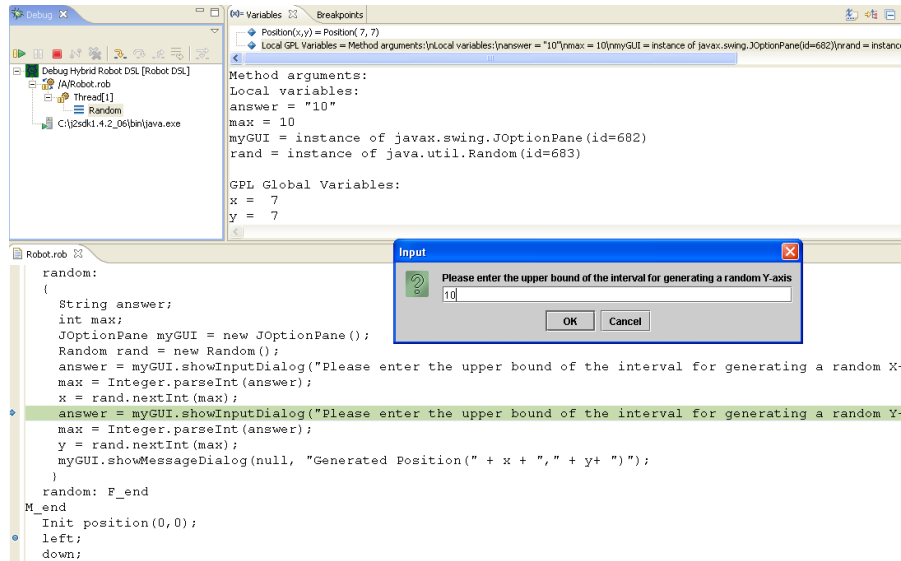 Debug
Debug Hybrid Robot DSL [Robot DSL]
/A/Robot.rob
Thread[1]
Random
C:\j2sdk1.4.2_06\bin\java.exe
(x)= Variables
Breakpoints
Position(x,y) = Position( 7, 7)
Local GPL Variables = Method arguments:\nLocal variables:\nanswer = "10"\nmax = 10\nmyGUI = instance of javax.swing.JOptionPane(id=682)\nrand = instance
Method arguments:
Local variables:
answer = "10"
max = 10
myGUI = instance of javax.swing.JOptionPane(id=682)
rand = instance of java.util.Random(id=683)
GPL Global Variables:
x = 7
y = 7
Robot.rob
Input
Please enter the upper bound of the interval for generating a random Y-axis
10
OK
Cancel
random:
{
String answer;
int max;
JOptionPane myGUI = new JOptionPane();
Random rand = new Random();
answer = myGUI.showInputDialog("Please enter the upper bound of the interval for generating a random X-
max = Integer.parseInt(answer);
x = rand.nextInt(max);
answer = myGUI.showInputDialog("Please enter the upper bound of the interval for generating a random Y-
max = Integer.parseInt(answer);
y = rand.nextInt(max);
myGUI.showMessageDialog(null, "Generated Position(" + x + "," + y+ ")");
}
random: F_end
M_end
Init position(0,0);
left;
down;